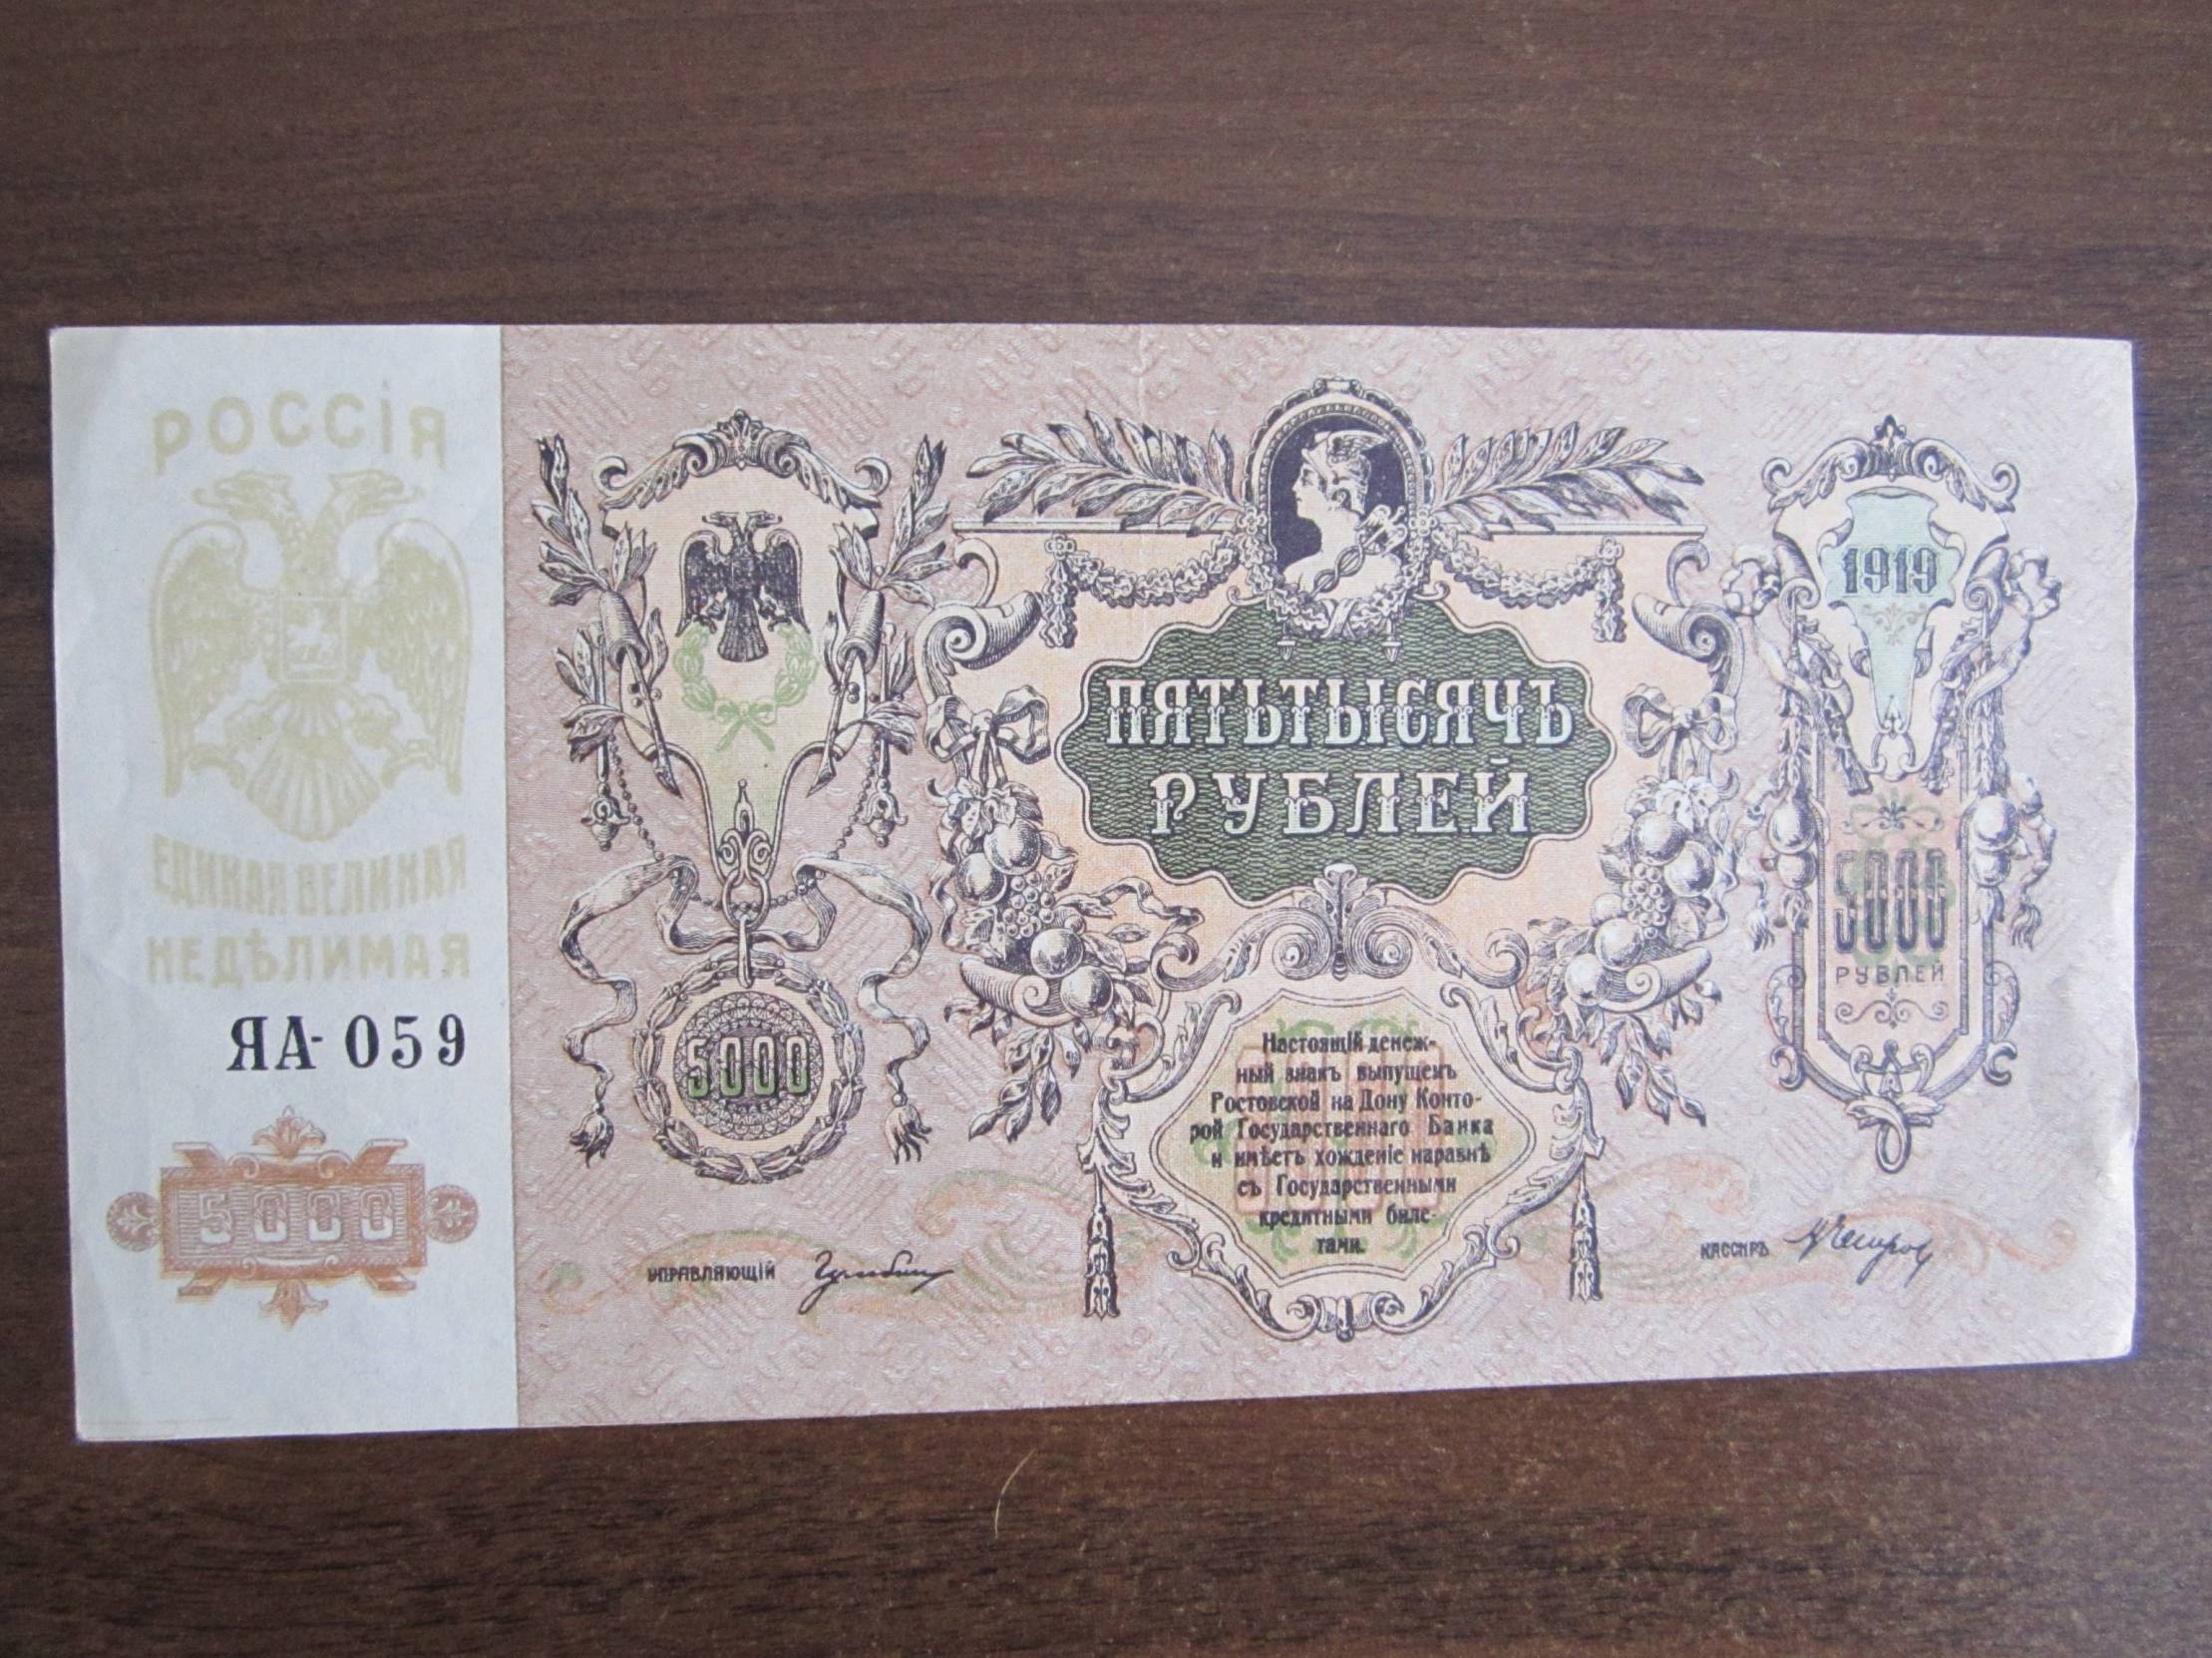 РОССІЯ
ЕДИНАЯ ВЕЛИКАЯ
НЕДѢЛИМАЯ
ЯА-059
5000
5000
УПРАВЛЯЮЩІЙ
ПЯТЬТЫСЯЧЪ
РУБЛЕЙ
Настоящій денеж-
ный знакъ выпущенъ
Ростовской на Дону Конто-
рой Государственнаго Банка
и имѣетъ хожденіе наравнѣ
съ Государственными
кредитными биле-
тами.
1919
5000
РУБЛЕЙ
КАССИРЪ